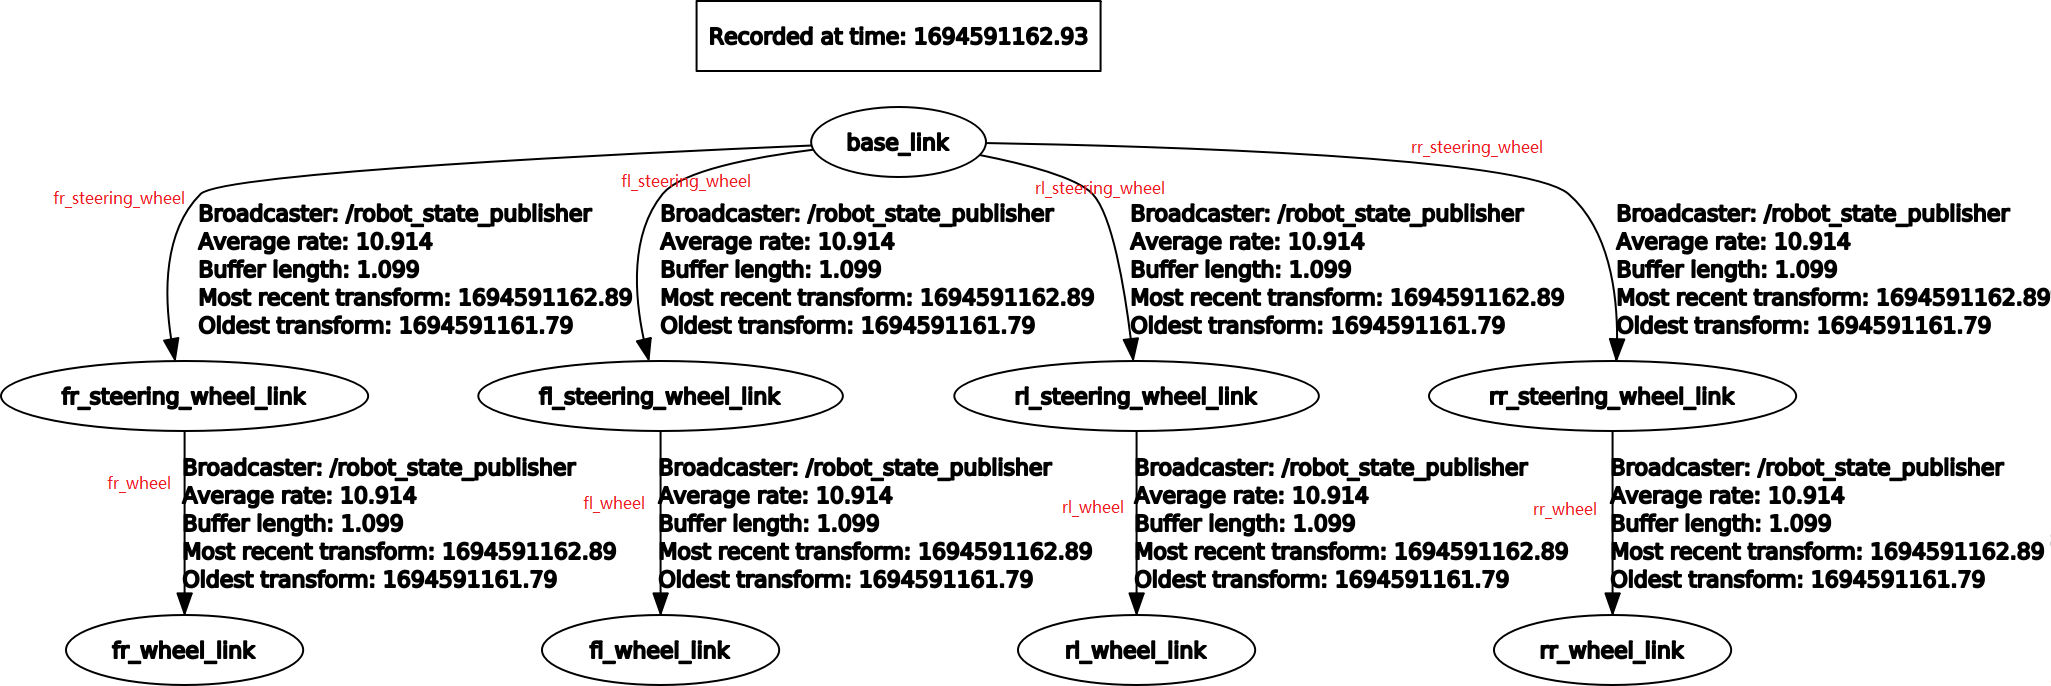 Recorded at time: 1694591162.93
base_link
fr_steering_wheel
fl_steering_wheel
rl_steering_wheel
rr_steering_wheel
Broadcaster: /robot_state_publisher
Average rate: 10.914
Buffer length: 1.099
Most recent transform: 1694591162.89
Oldest transform: 1694591161.79
Broadcaster: /robot_state_publisher
Average rate: 10.914
Buffer length: 1.099
Most recent transform: 1694591162.89
Oldest transform: 1694591161.79
Broadcaster: /robot_state_publisher
Average rate: 10.914
Buffer length: 1.099
Most recent transform: 1694591162.89
Oldest transform: 1694591161.79
Broadcaster: /robot_state_publisher
Average rate: 10.914
Buffer length: 1.099
Most recent transform: 1694591162.89
Oldest transform: 1694591161.79
fr_steering_wheel_link
fl_steering_wheel_link
rl_steering_wheel_link
rr_steering_wheel_link
fr_wheel
Broadcaster: /robot_state_publisher
Average rate: 10.914
Buffer length: 1.099
Most recent transform: 1694591162.89
Oldest transform: 1694591161.79
fl_wheel
Broadcaster: /robot_state_publisher
Average rate: 10.914
Buffer length: 1.099
Most recent transform: 1694591162.89
Oldest transform: 1694591161.79
rl_wheel
Broadcaster: /robot_state_publisher
Average rate: 10.914
Buffer length: 1.099
Most recent transform: 1694591162.89
Oldest transform: 1694591161.79
rr_wheel
Broadcaster: /robot_state_publisher
Average rate: 10.914
Buffer length: 1.099
Most recent transform: 1694591162.89
Oldest transform: 1694591161.79
fr_wheel_link
fl_wheel_link
rl_wheel_link
rr_wheel_link